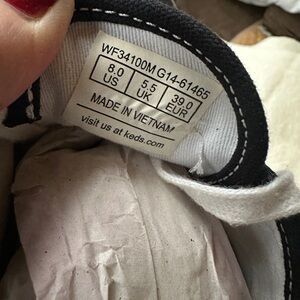 WF34100M G14-61465
8.0 5.5 39.0
US UK EUR
MADE IN VIETNAM
visit us at keds.com